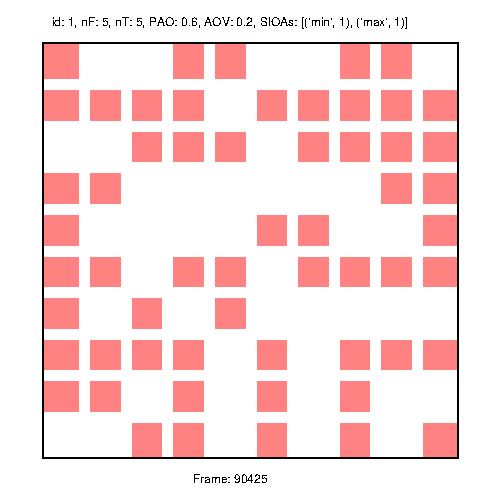 id: 1, nF: 5, nT: 5, PAO: 0.6, AOV: 0.2, SIOAs: [('min', 1), ('max', 1)]
Frame: 90425